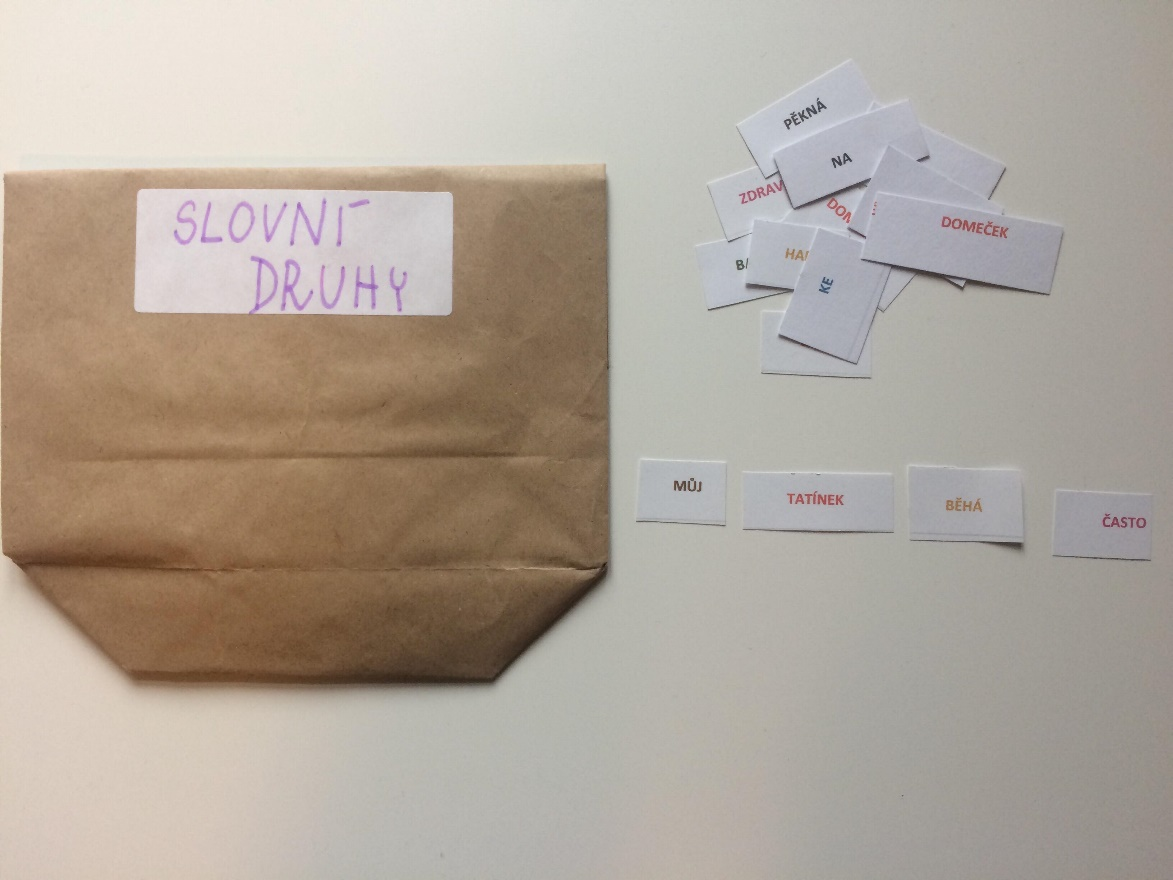 SLOVNÍ
DRUHY
PĚKNÁ
NA
DOMEČEK
KE
MŮJ TATÍNEK BĚHÁ ČASTO